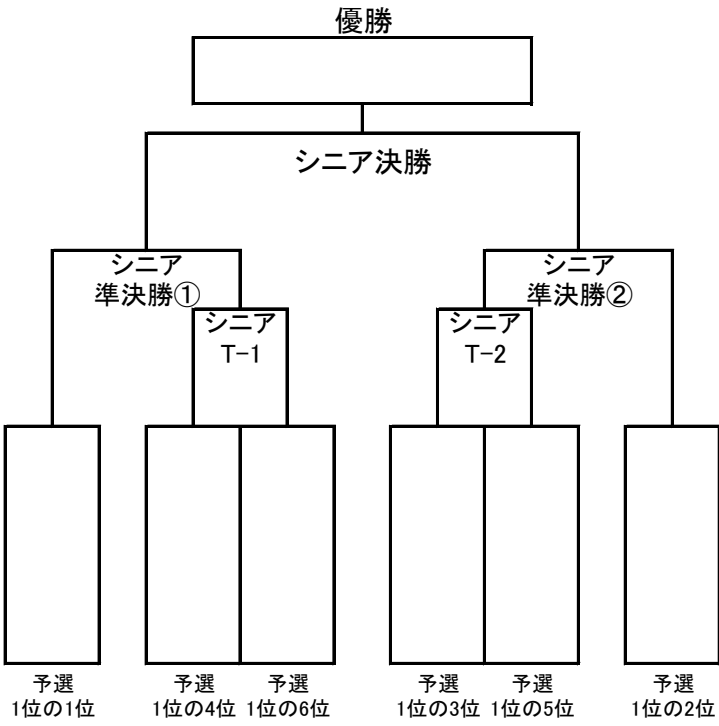 優勝
シニア決勝
シニア
準決勝①
シニア
準決勝②
シニア
T-1
シニア
T-2
予選
1位の1位
予選
1位の4位
予選
1位の6位
予選
1位の3位
予選
1位の5位
予選
1位の2位